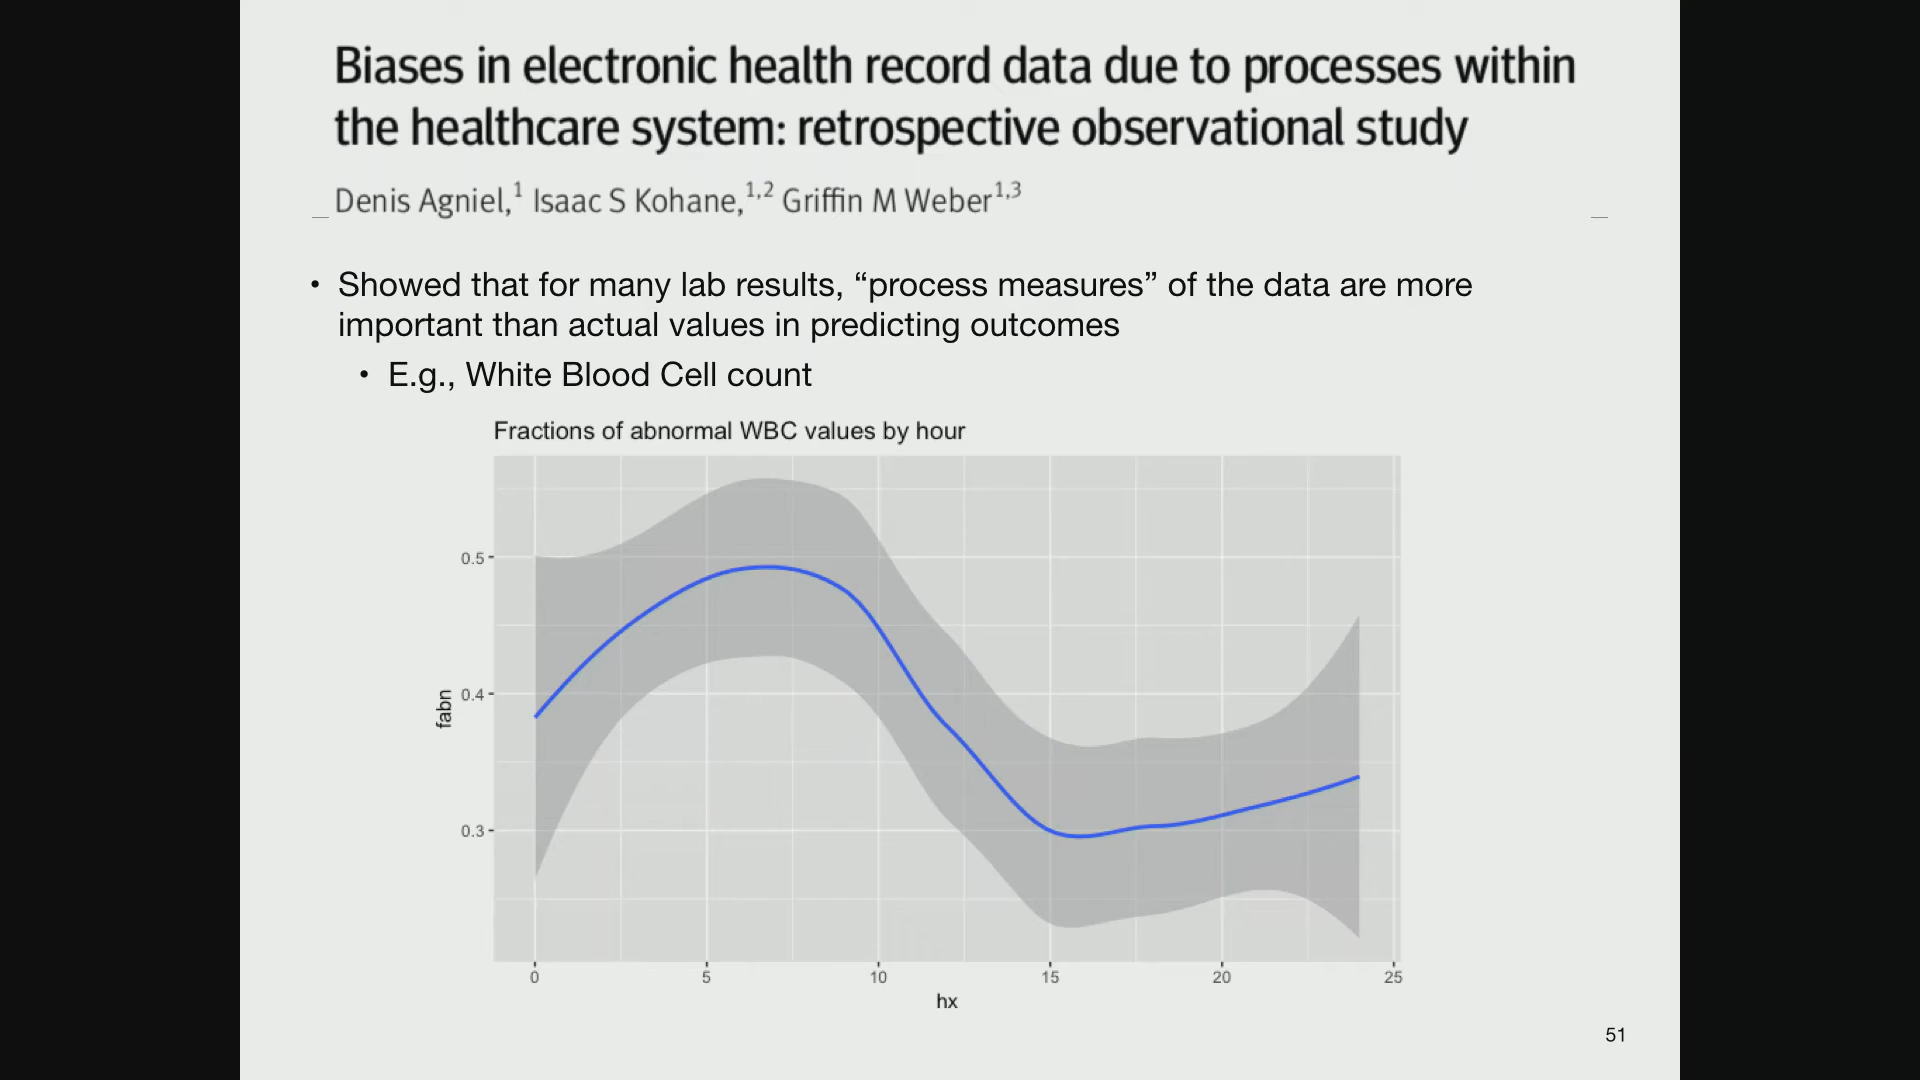 Biases in electronic health record data due to processes within
the healthcare system: retrospective observational study
Denis Agniel,1 Isaac S Kohane,1,2 Griffin M Weber1,3
• Showed that for many lab results, “process measures” of the data are more
important than actual values in predicting outcomes
• E.g., White Blood Cell count
Fractions of abnormal WBC values by hour
0.5
0.4
0.3
fabn
0 5 10 15 20 25
hx
51